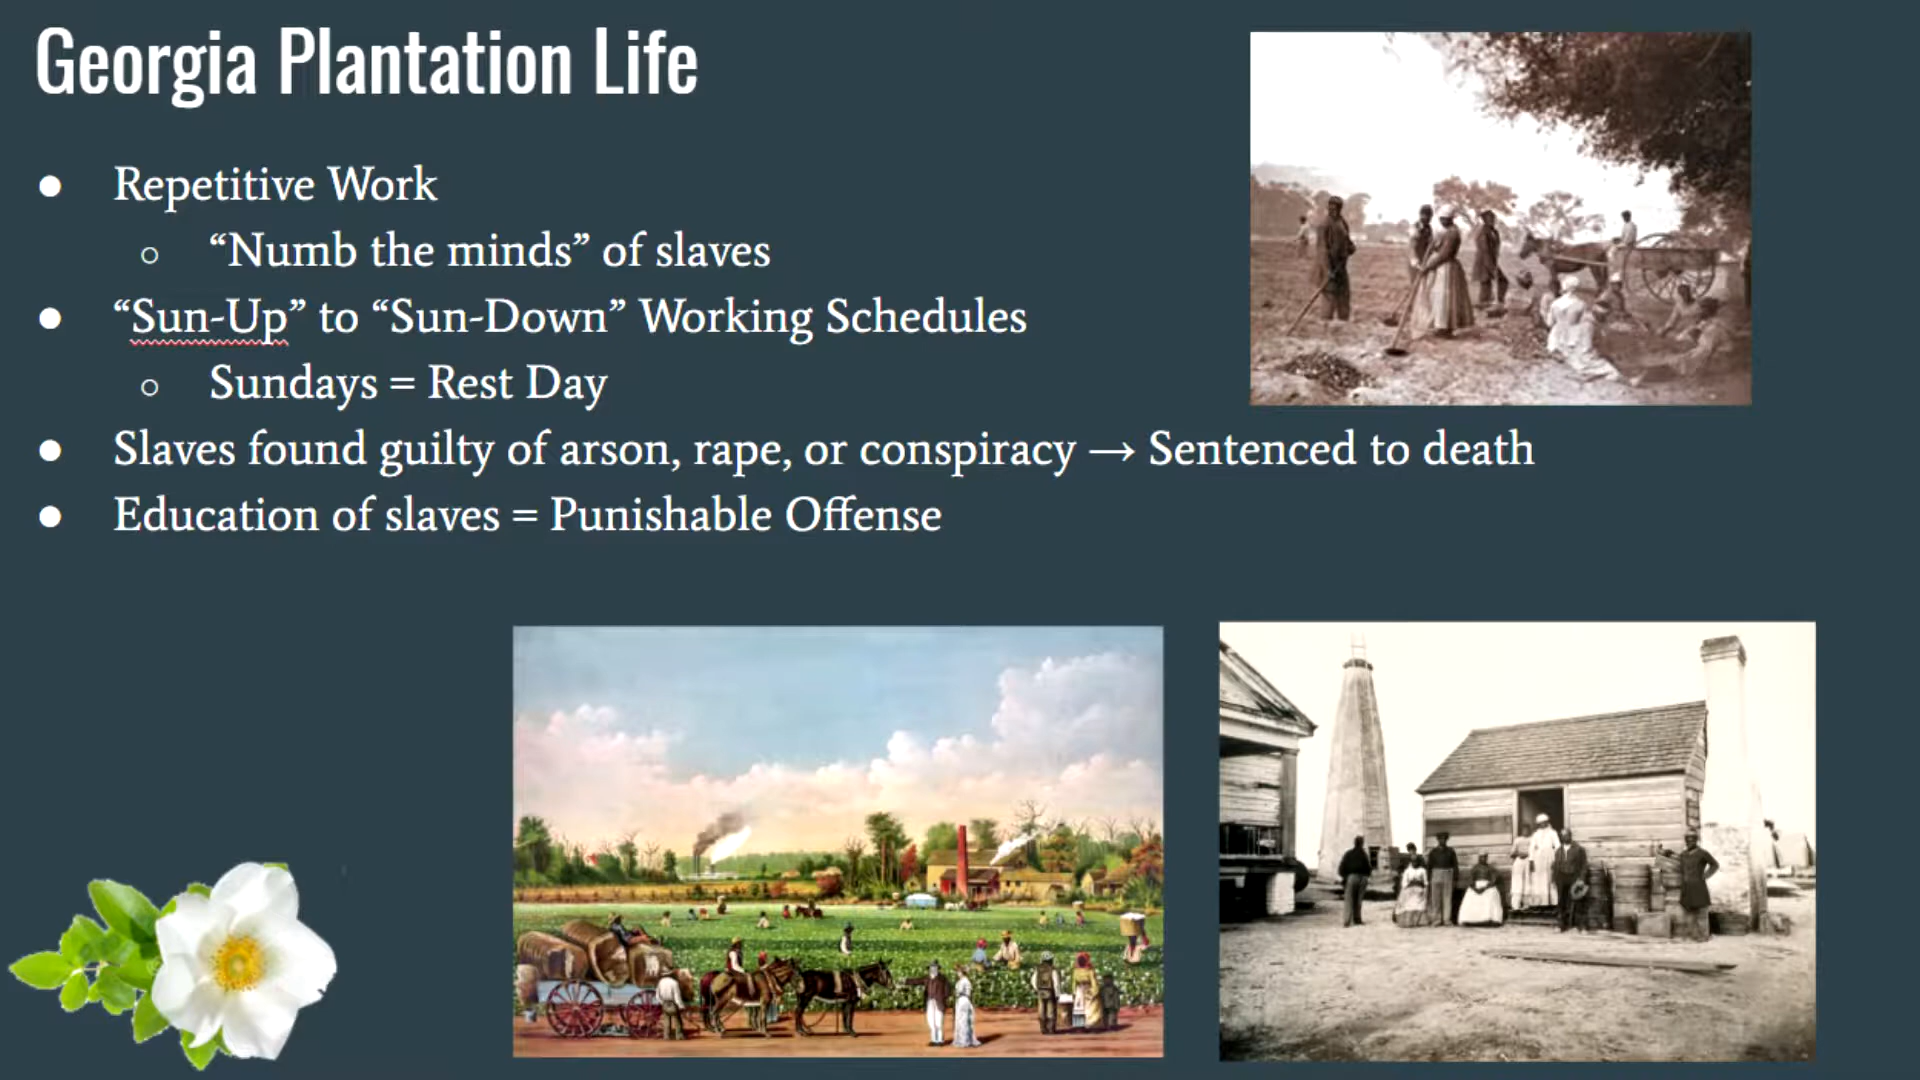 Georgia Plantation Life
● Repetitive Work
○ “Numb the minds” of slaves
● “Sun-Up” to “Sun-Down” Working Schedules
○ Sundays = Rest Day
● Slaves found guilty of arson, rape, or conspiracy → Sentenced to death
● Education of slaves = Punishable Offense